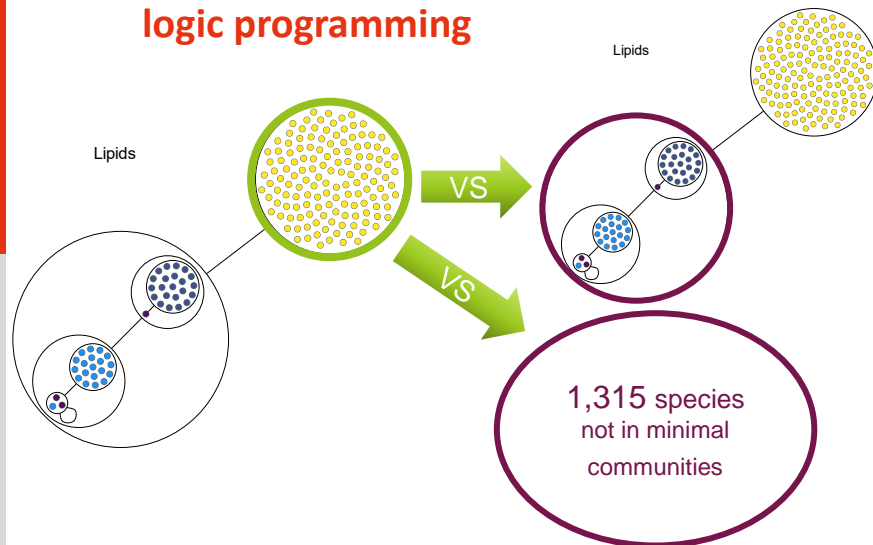 logic programming
Lipids
Lipids
VS
VS
1,315 species
not in minimal
communities